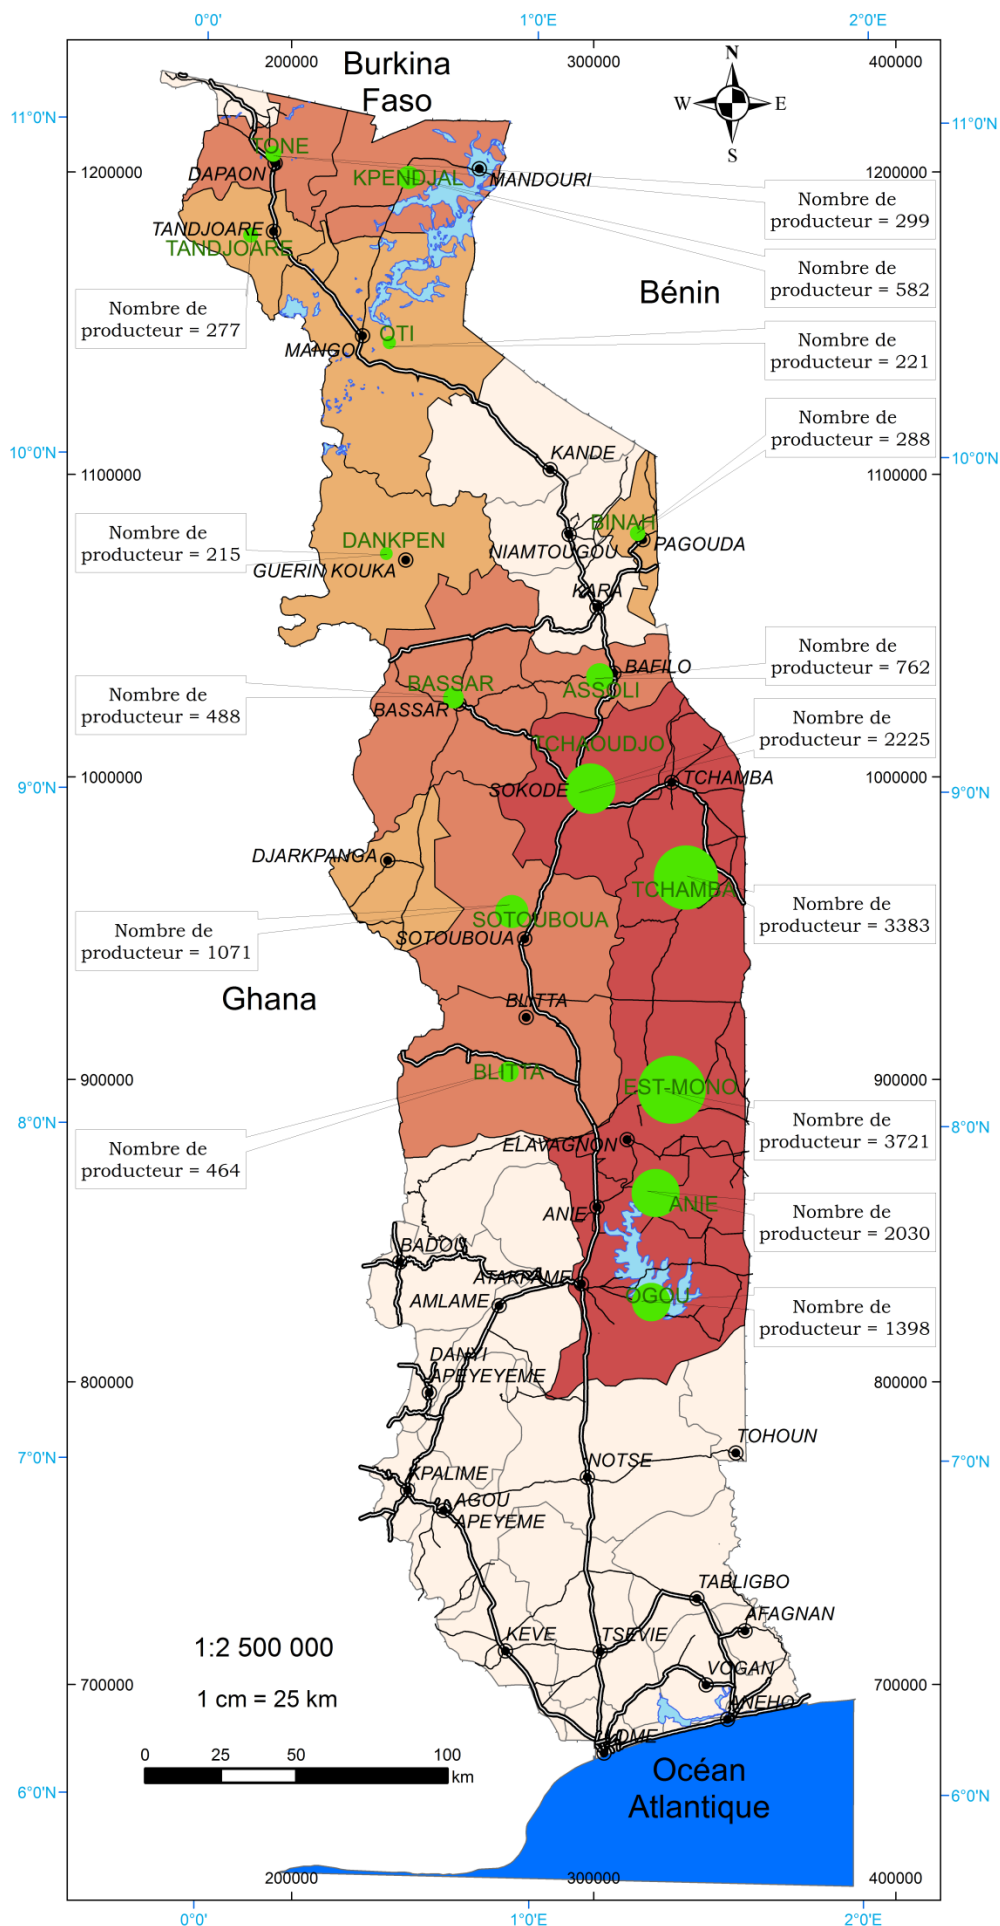 0°0' 1°0'E 2°0'E
200000 300000 400000
Burkina
Faso
N
W E
S
11°0'N 11°0'N
TONE
DAPAON
1200000 1200000
KPENDJAL
MANDOURI
Nombre de
producteur = 299
TANDJOARE
TANDJOARE
Nombre de
producteur = 582
Bénin
Nombre de
producteur = 277
OTI
MANGO
Nombre de
producteur = 221
Nombre de
producteur = 288
10°0'N 10°0'N
KANDE
1100000 1100000
BINAH
PAGOUDA
NIAMTOUGOU
Nombre de
producteur = 215
DANKPEN
GUERIN KOUKA
KARA
BAFILO
Nombre de
producteur = 762
ASSOLI
BASSAR
BASSAR
Nombre de
producteur = 488
Nombre de
producteur = 2225
TCHAOUDJO
SOKODE
TCHAMBA
1000000 1000000
9°0'N 9°0'N
DJARKPANGA
TCHAMBA
Nombre de
producteur = 3383
SOTOUBOUA
SOTOUBOUA
Nombre de
producteur = 1071
Ghana
BLITTA
BLITTA
900000 900000
EST-MONO
8°0'N 8°0'N
Nombre de
producteur = 3721
ELAVAGNON
Nombre de
producteur = 464
ANIE
ANIE
Nombre de
producteur = 2030
BADOU
ATAKPAME
AMLAME
OGOU
Nombre de
producteur = 1398
DANYI
APEYEYEME
800000 800000
TOHOUN
7°0'N 7°0'N
NOTSE
KPALIME
AGOU
APEYEME
TABLIGBO
AFAGNAN
KEVE
TSEVIE
1:2 500 000
VOGAN
700000 700000
1 cm = 25 km
ANEHO
LOME
0 25 50 100
km
Océan
Atlantique
6°0'N 6°0'N
200000 300000 400000
0°0' 1°0'E 2°0'E